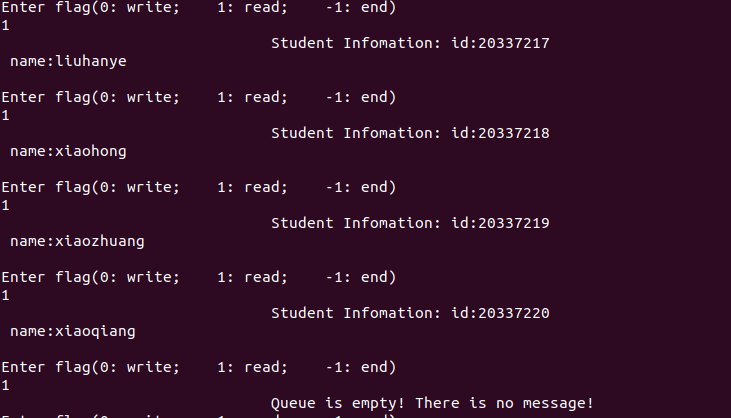 Enter flag(0: write;    1: read;    -1: end)
1
Student Infomation: id:20337217
name:liuhanye
Enter flag(0: write;    1: read;    -1: end)
1
Student Infomation: id:20337218
name:xiaohong
Enter flag(0: write;    1: read;    -1: end)
1
Student Infomation: id:20337219
name:xiaozhuang
Enter flag(0: write;    1: read;    -1: end)
1
Student Infomation: id:20337220
name:xiaoqiang
Enter flag(0: write;    1: read;    -1: end)
1
Queue is empty! There is no message!